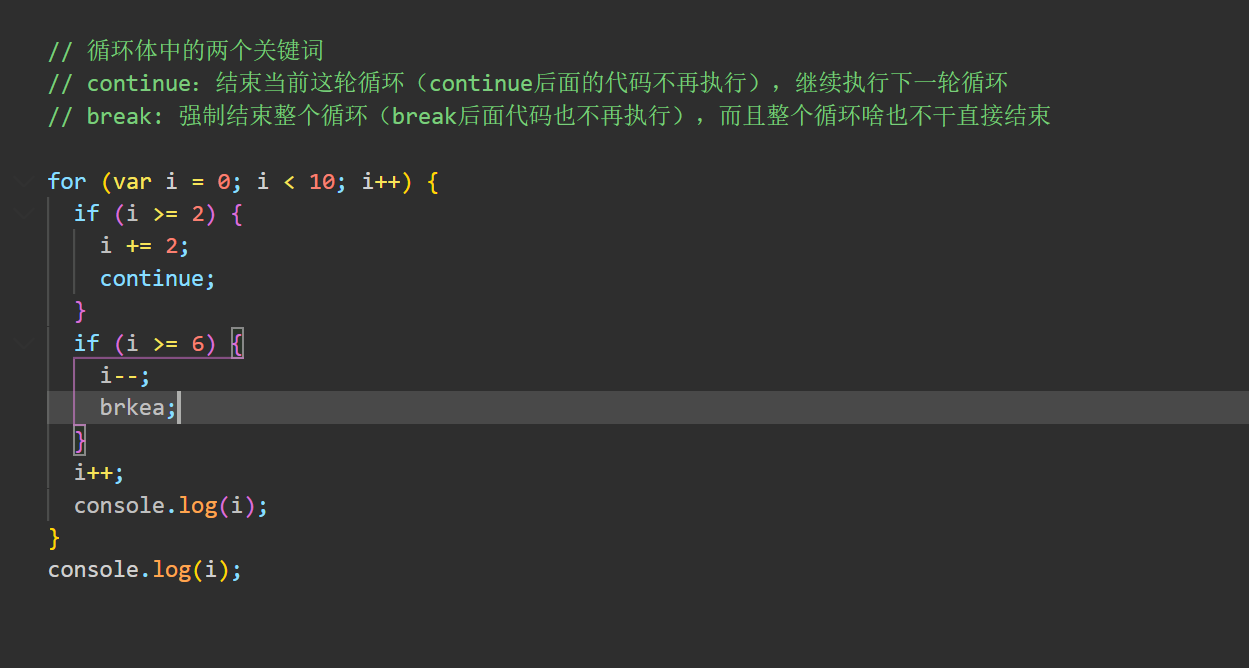 // 循环体中的两个关键词
// continue: 结束当前这轮循环（continue后面的代码不再执行），继续执行下一轮循环
// break: 强制结束整个循环（break后面代码也不再执行），而且整个循环啥也不干直接结束
for (var i = 0; i < 10; i++) {
if (i >= 2) {
i += 2;
continue;
}
if (i >= 6) {
i--;
brkea;
}
i++;
console.log(i);
}
console.log(i);